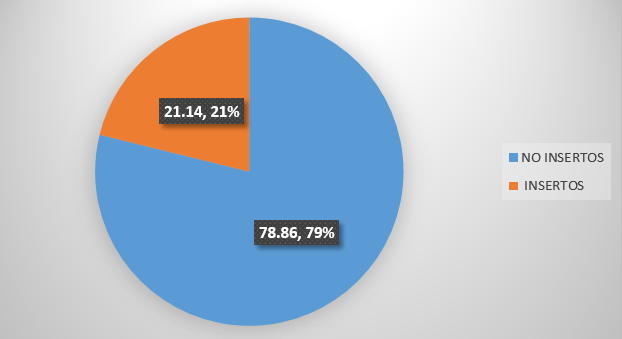 21.14, 21%
78.86, 79%
NO INSERTOS
INSERTOS